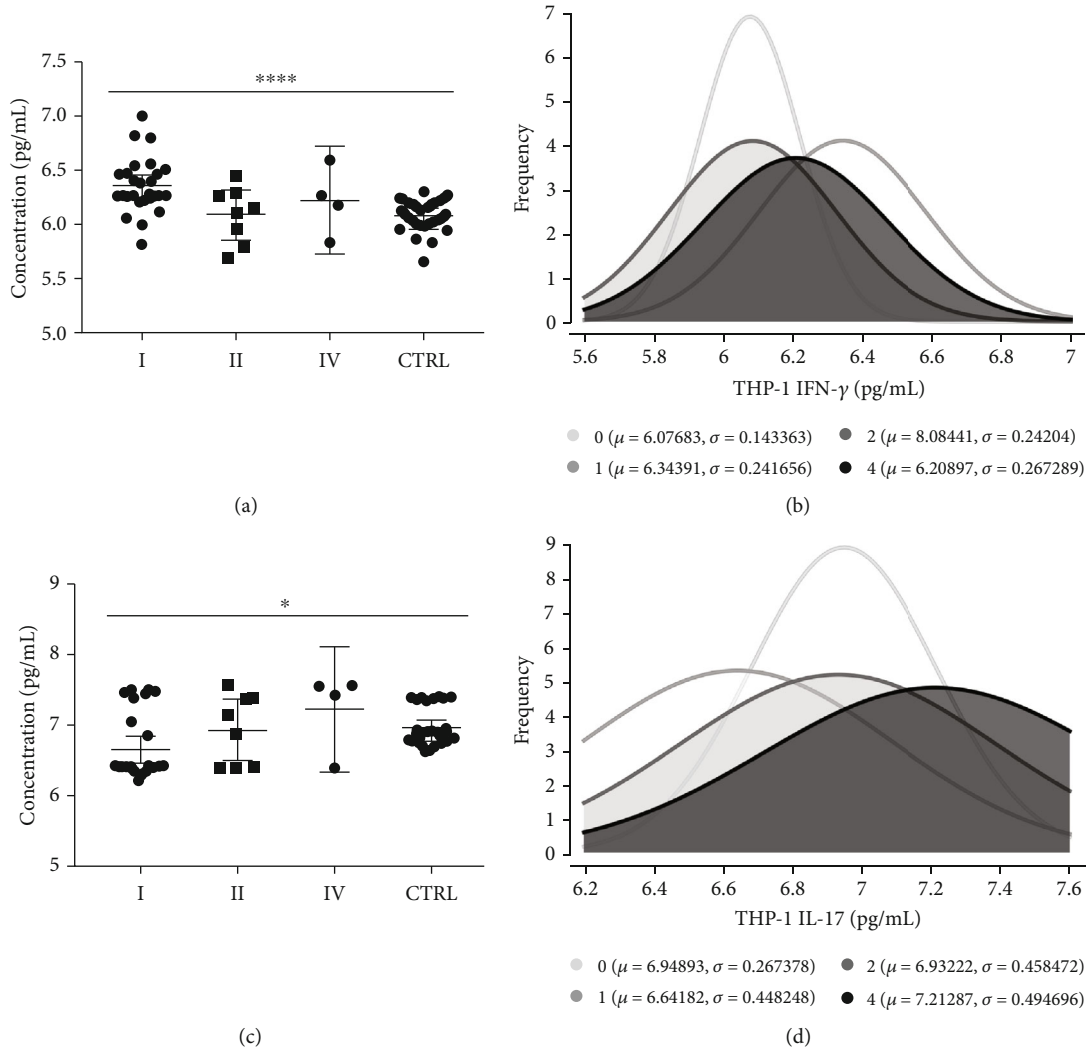 7.5
7.0
6.5
6.0
5.5
5.0
Concentration (pg/mL)
****
I II IV CTRL
(a)
7
6
5
4
3
2
1
0
Frequency
5.6 5.8 6 6.2 6.4 6.6 6.8 7
THP-1 IFN-γ (pg/mL)
0 (μ = 6.07683, σ = 0.143363)
2 (μ = 8.08441, σ = 0.24204)
1 (μ = 6.34391, σ = 0.241656)
4 (μ = 6.20897, σ = 0.267289)
(b)
9
8
7
6
5
Concentration (pg/mL)
*
I II IV CTRL
(c)
9
8
7
6
5
4
3
2
1
0
Frequency
6.2 6.4 6.6 6.8 7 7.2 7.4 7.6
THP-1 IL-17 (pg/mL)
0 (μ = 6.94893, σ = 0.267378)
2 (μ = 6.93222, σ = 0.458472)
1 (μ = 6.64182, σ = 0.448248)
4 (μ = 7.21287, σ = 0.494696)
(d)